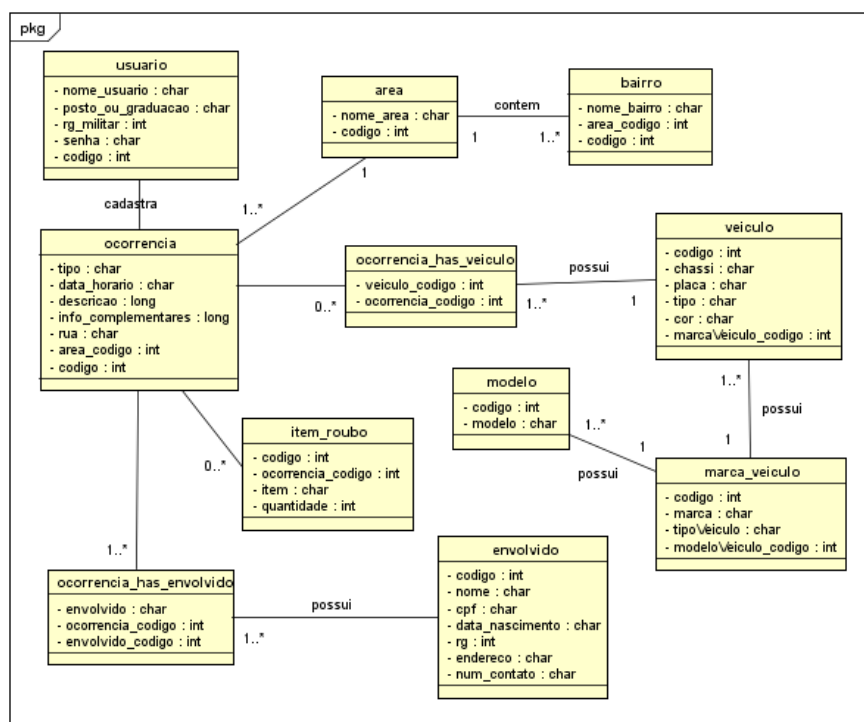 pkg
usuario
- nome_usuario : char
- posto_ou_graduacao : char
- rg_militar : int
- senha : char
- codigo : int
area
- nome_area : char
- codigo : int
contem
1
1..*
bairro
- nome_bairro : char
- area_codigo : int
- codigo : int
cadastra
1
1..*
ocorrencia
- tipo : char
- data_horario : char
- descricao : long
- info_complementares : long
- rua : char
- area_codigo : int
- codigo : int
0..*
ocorrencia_has_veiculo
- veiculo_codigo : int
- ocorrencia_codigo : int
possui
1..*
1
veiculo
- codigo : int
- chassi : char
- placa : char
- tipo : char
- cor : char
- marcaVeiculo_codigo : int
1..*
possui
1
modelo
- codigo : int
- modelo : char
1..*
possui
1
marca_veiculo
- codigo : int
- marca : char
- tipoVeiculo : char
- modeloVeiculo_codigo : int
item_roubo
- codigo : int
- ocorrencia_codigo : int
- item : char
- quantidade : int
0..*
1..*
ocorrencia_has_envolvido
- envolvido : char
- ocorrencia_codigo : int
- envolvido_codigo : int
possui
1..*
envolvido
- codigo : int
- nome : char
- cpf : char
- data_nascimento : char
- rg : int
- endereco : char
- num_contato : char